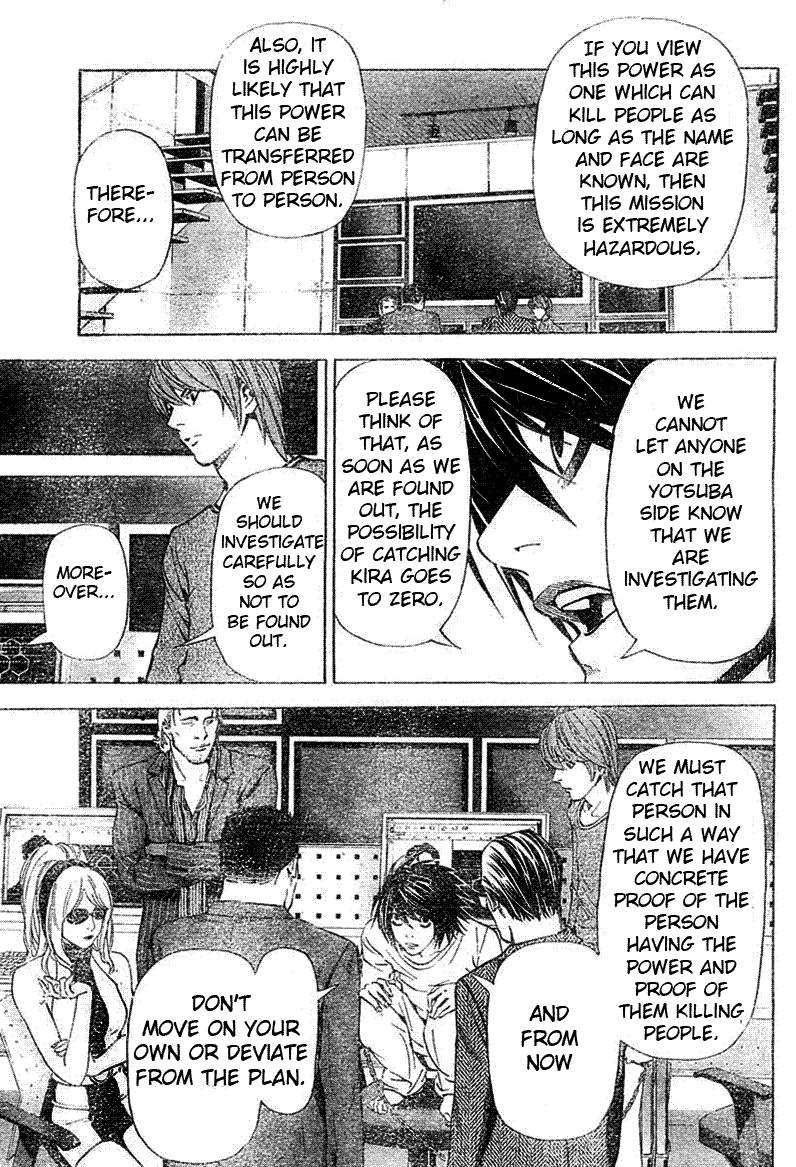 IF YOU VIEW
THIS POWER AS
ONE WHICH CAN
KILL PEOPLE AS
LONG AS THE NAME
AND FACE ARE
KNOWN, THEN
THIS MISSION
IS EXTREMELY
HAZARDOUS.
ALSO, IT
IS HIGHLY
LIKELY THAT
THIS POWER
CAN BE
TRANSFERRED
FROM PERSON
TO PERSON.
THERE-
FORE...
WE
CANNOT
LET ANYONE
ON THE
YOTSUBA
SIDE KNOW
THAT WE
ARE
INVESTIGATING
THEM.
PLEASE
THINK OF
THAT, AS
SOON AS WE
ARE FOUND
OUT, THE
POSSIBILITY
OF CATCHING
KIRA GOES
TO ZERO.
WE
SHOULD
INVESTIGATE
CAREFULLY
SO AS
NOT TO
BE FOUND
OUT.
MORE-
OVER...
WE MUST
CATCH THAT
PERSON IN
SUCH A WAY
THAT WE HAVE
CONCRETE
PROOF OF THE
PERSON
HAVING THE
POWER AND
PROOF OF
THEM KILLING
PEOPLE.
AND
FROM
NOW
DON'T
MOVE ON YOUR
OWN OR DEVIATE
FROM THE PLAN.